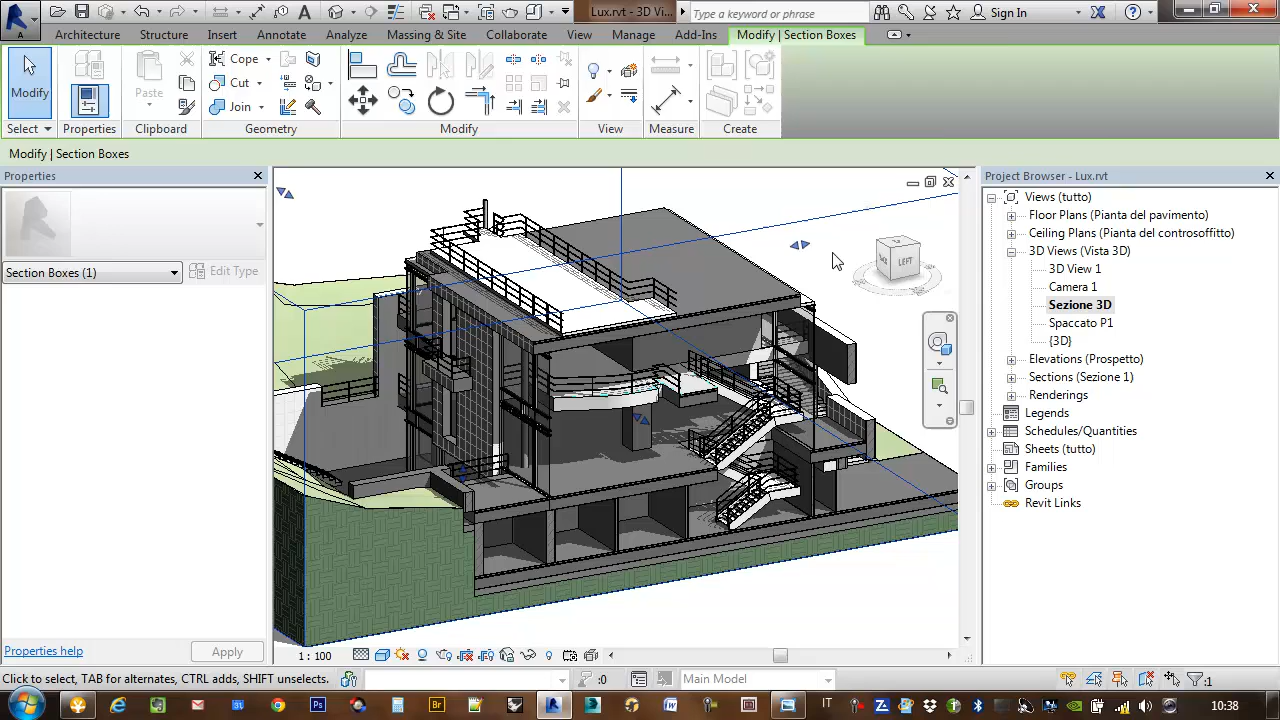 Lux.rvt - 3D Vi...
Type a keyword or phrase
Sign In
Architecture
Structure
Insert
Annotate
Analyze
Massing & Site
Collaborate
View
Manage
Add-Ins
Modify | Section Boxes
Modify
Paste
Cope
Cut
Join
Select
Properties
Clipboard
Geometry
Modify
View
Measure
Create
Modify | Section Boxes
Properties
Project Browser - Lux.rvt
Section Boxes (1)
Edit Type
LEFT
Views (tutto)
Floor Plans (Pianta del pavimento)
Ceiling Plans (Pianta del controsoffitto)
3D Views (Vista 3D)
3D View 1
Camera 1
Sezione 3D
Spaccato P1
{3D}
Elevations (Prospetto)
Sections (Sezione 1)
Renderings
Legends
Schedules/Quantities
Sheets (tutto)
Families
Groups
Revit Links
Properties help
Apply
1 : 100
Click to select, TAB for alternates, CTRL adds, SHIFT unselects.
:0
Main Model
:1
Ps
Br
IT
10:38